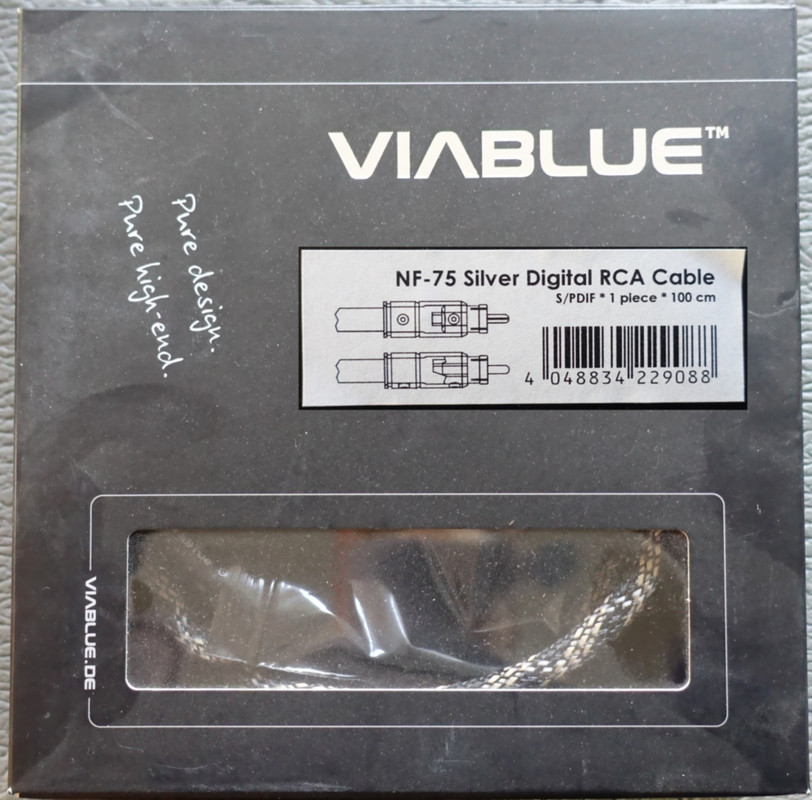 VIABLUE™
Pure design.
Pure high-end.
NF-75 Silver Digital RCA Cable
S/PDIF * 1 piece * 100 cm
4 048834 229088
VIABLUE.DE